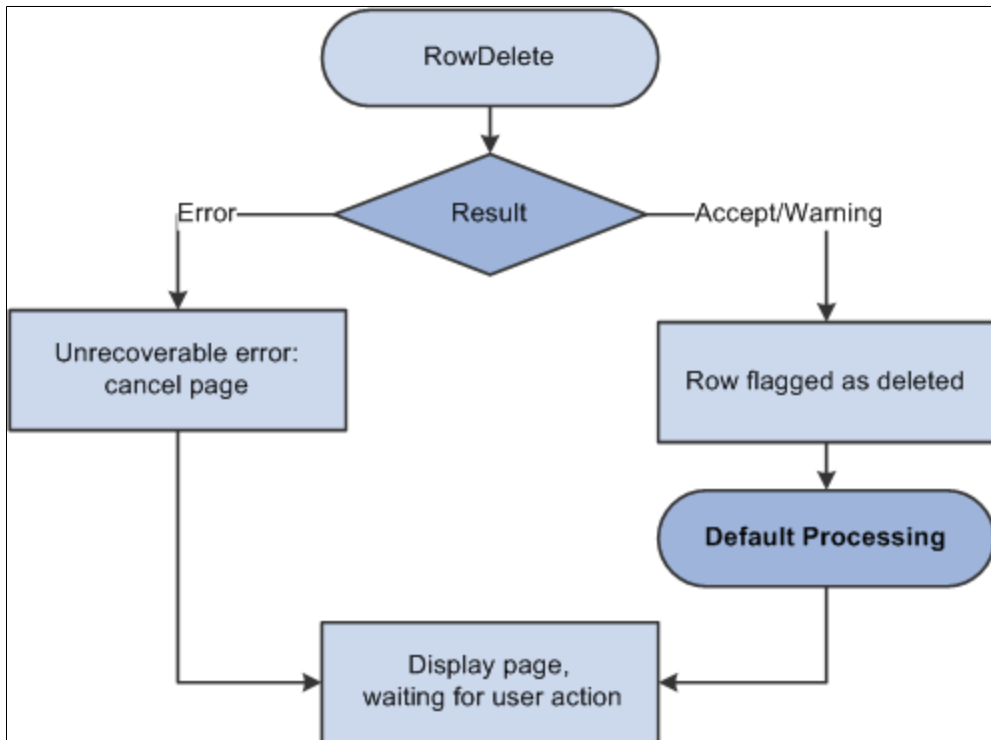 RowDelete
Result
Error
Accept/Warning
Unrecoverable error:
cancel page
Row flagged as deleted
Default Processing
Display page,
waiting for user action